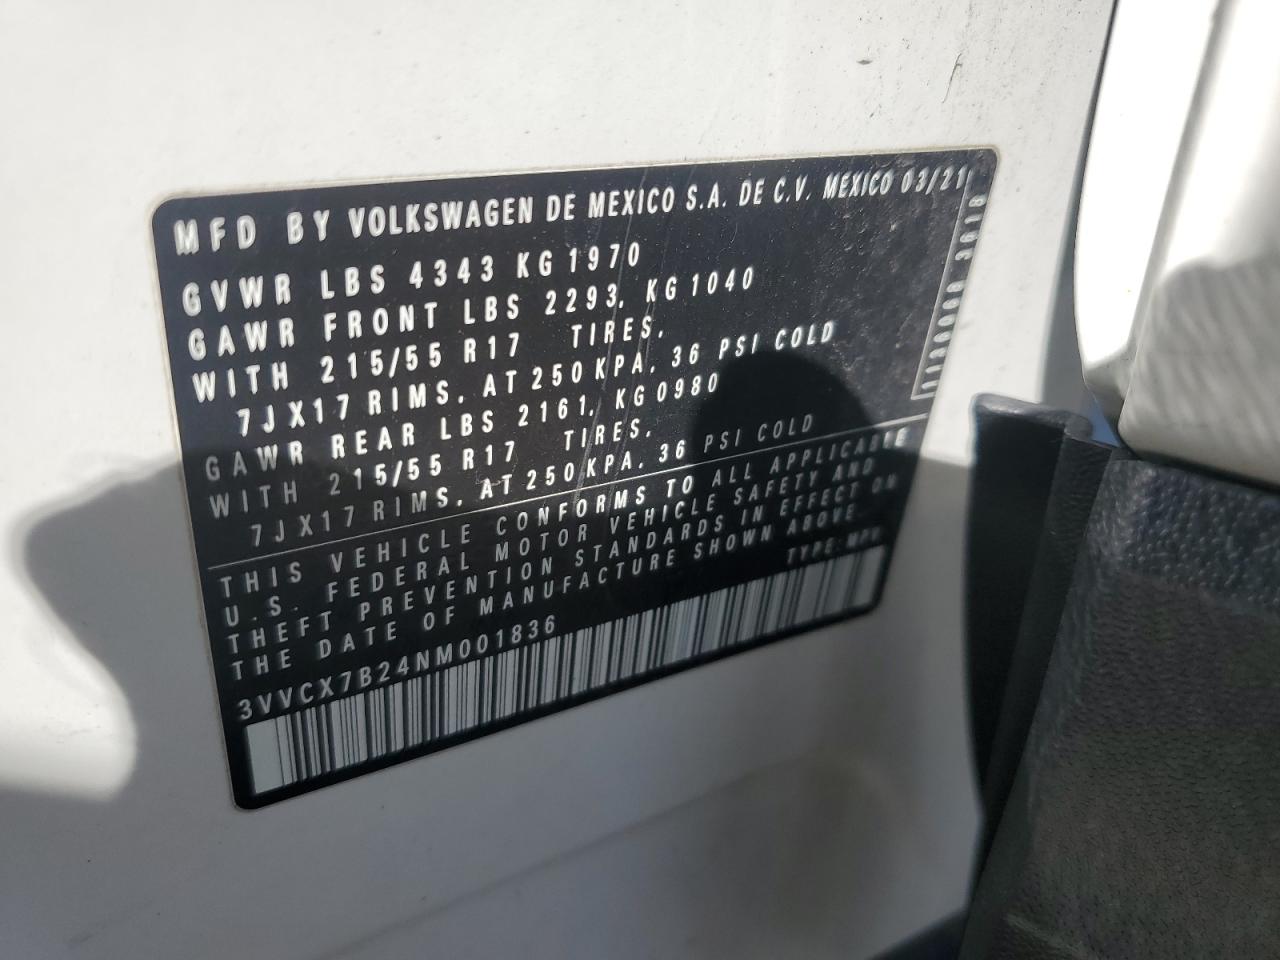 MFD BY VOLKSWAGEN DE MEXICO S.A. DE C.V. MEXICO 03/21
GVWR LBS 4343 KG 1970
GAWR FRONT LBS 2293, KG 1040
WITH 215/55 R17 TIRES,
7JX17 RIMS, AT 250 KPA, 36 PSI COLD
GAWR REAR LBS 2161, KG 0980
WITH 215/55 R17 TIRES,
7JX17 RIMS, AT 250 KPA, 36 PSI COLD
THIS VEHICLE CONFORMS TO ALL APPLICABLE
U.S. FEDERAL MOTOR VEHICLE SAFETY AND
THEFT PREVENTION STANDARDS IN EFFECT ON
THE DATE OF MANUFACTURE SHOWN ABOVE.
3VVCX7B24NM001836 TYPE: MPV